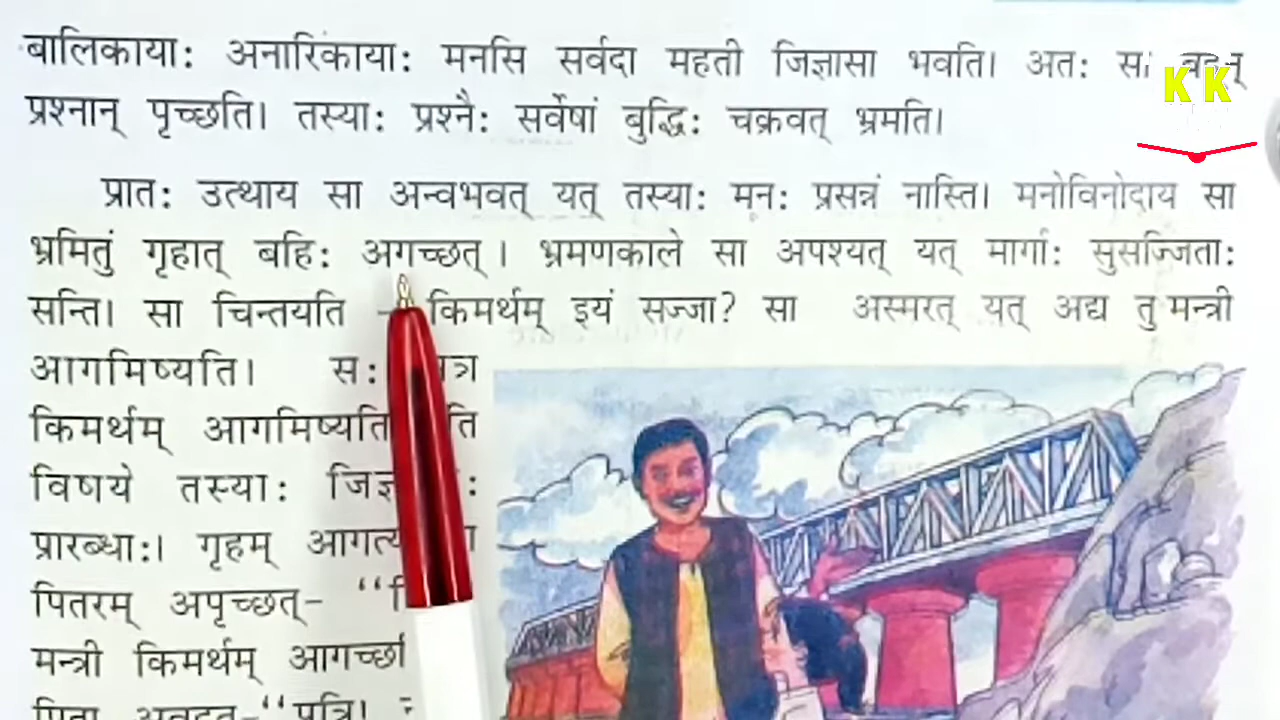 बालिकायाः अनारिकायाः मनसि सर्वदा महती जिज्ञासा भवति। अतः सा
KK
प्रश्नान् पृच्छति। तस्याः प्रश्नैः सर्वेषां बुद्धिः चक्रवत् भ्रमति।
प्रातः उत्थाय सा अन्वभवत् यत् तस्याः मनः प्रसन्नं नास्ति। मनोविनोदाय सा
भ्रमितुं गृहात् बहिः अगच्छत्। भ्रमणकाले सा अपश्यत् यत् मार्गाः सुसज्जिताः
सन्ति। सा चिन्तयति - किमर्थम् इयं सज्जा? सा अस्मरत् यत् अद्य तु मन्त्री
आगमिष्यति। सः
किमर्थम् आगमिष्यति
विषये तस्याः
प्रारब्धाः। गृहम्
पितरम् अपृच्छत्- “
मन्त्री किमर्थम्